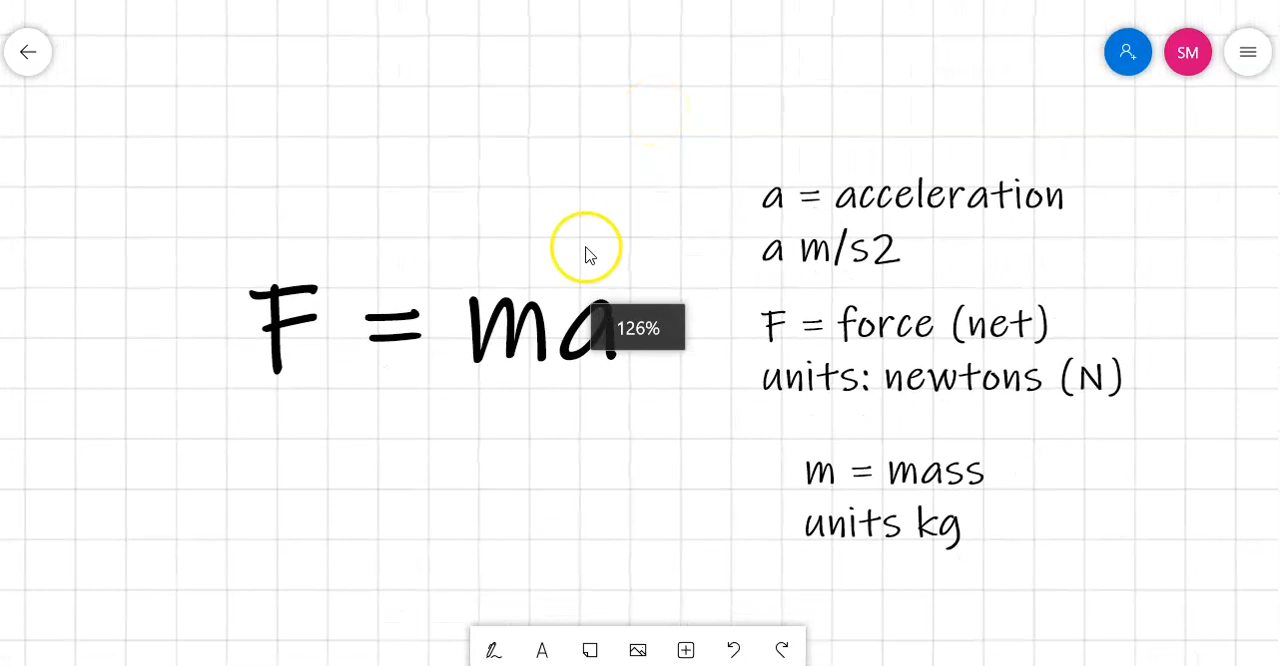 SM
a = acceleration
a m/s2
F = ma
126%
F = force (net)
units: newtons (N)
m = mass
units kg
A